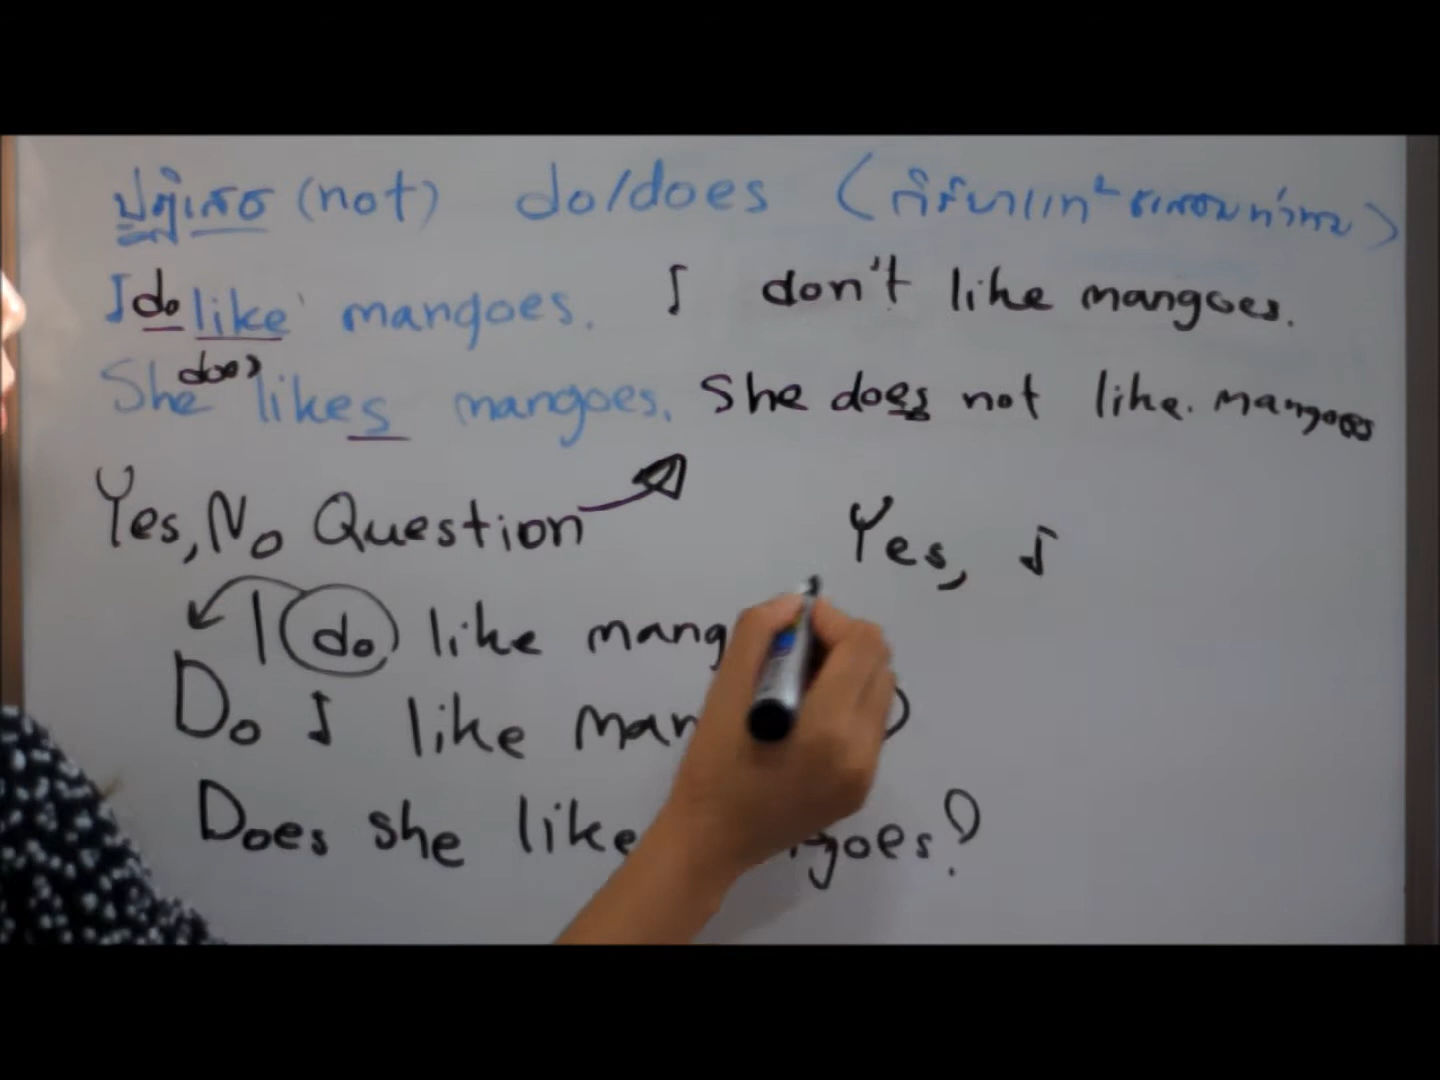 ปฏิเสธ (not) do/does (
I do like mangoes. I don't like mangoes.
She does likes mangoes. She does not like. mangoes
Yes, No Question
Yes, I
I do like mang
Do I like man
Does she like goes?